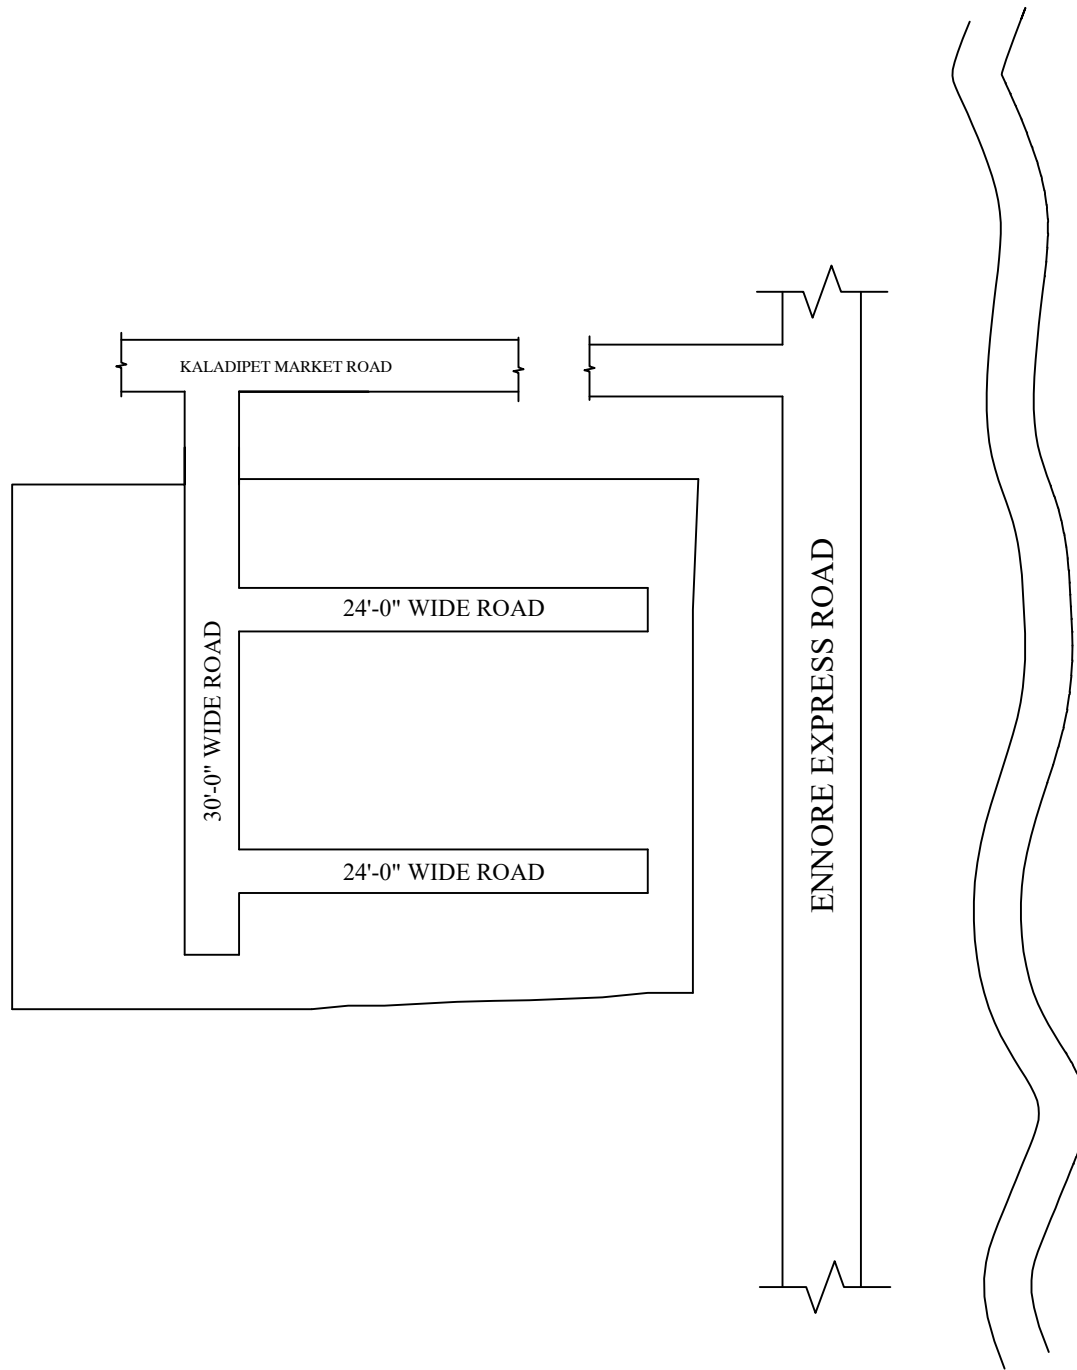 KALADIPET MARKET ROAD
24'-0" WIDE ROAD
30'-0" WIDE ROAD
ENNORE EXPRESS ROAD
24'-0" WIDE ROAD